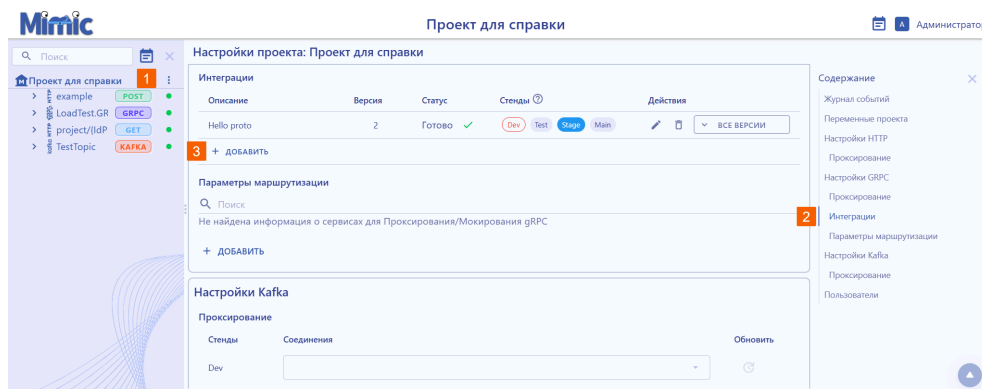 Mimic
Проект для справки
A Администратор
Поиск
Проект для справки 1
HTTP example POST
gRPC LoadTest.GR GRPC
HTTP project/(IdP GET
kafka TestTopic KAFKA
Настройки проекта: Проект для справки
Интеграции
Описание Версия Статус Стенды Действия
Hello proto 2 Готово Dev Test Stage Main ВСЕ ВЕРСИИ
3 + ДОБАВИТЬ
Параметры маршрутизации
Поиск
Не найдена информация о сервисах для Проксирования/Мокирования gRPC
+ ДОБАВИТЬ
Настройки Kafka
Проксирование
Стенды Соединения Обновить
Dev
Содержание
Журнал событий
Переменные проекта
Настройки HTTP
Проксирование
Настройки GRPC
Проксирование
2 Интеграции
Параметры маршрутизации
Настройки Kafka
Проксирование
Пользователи